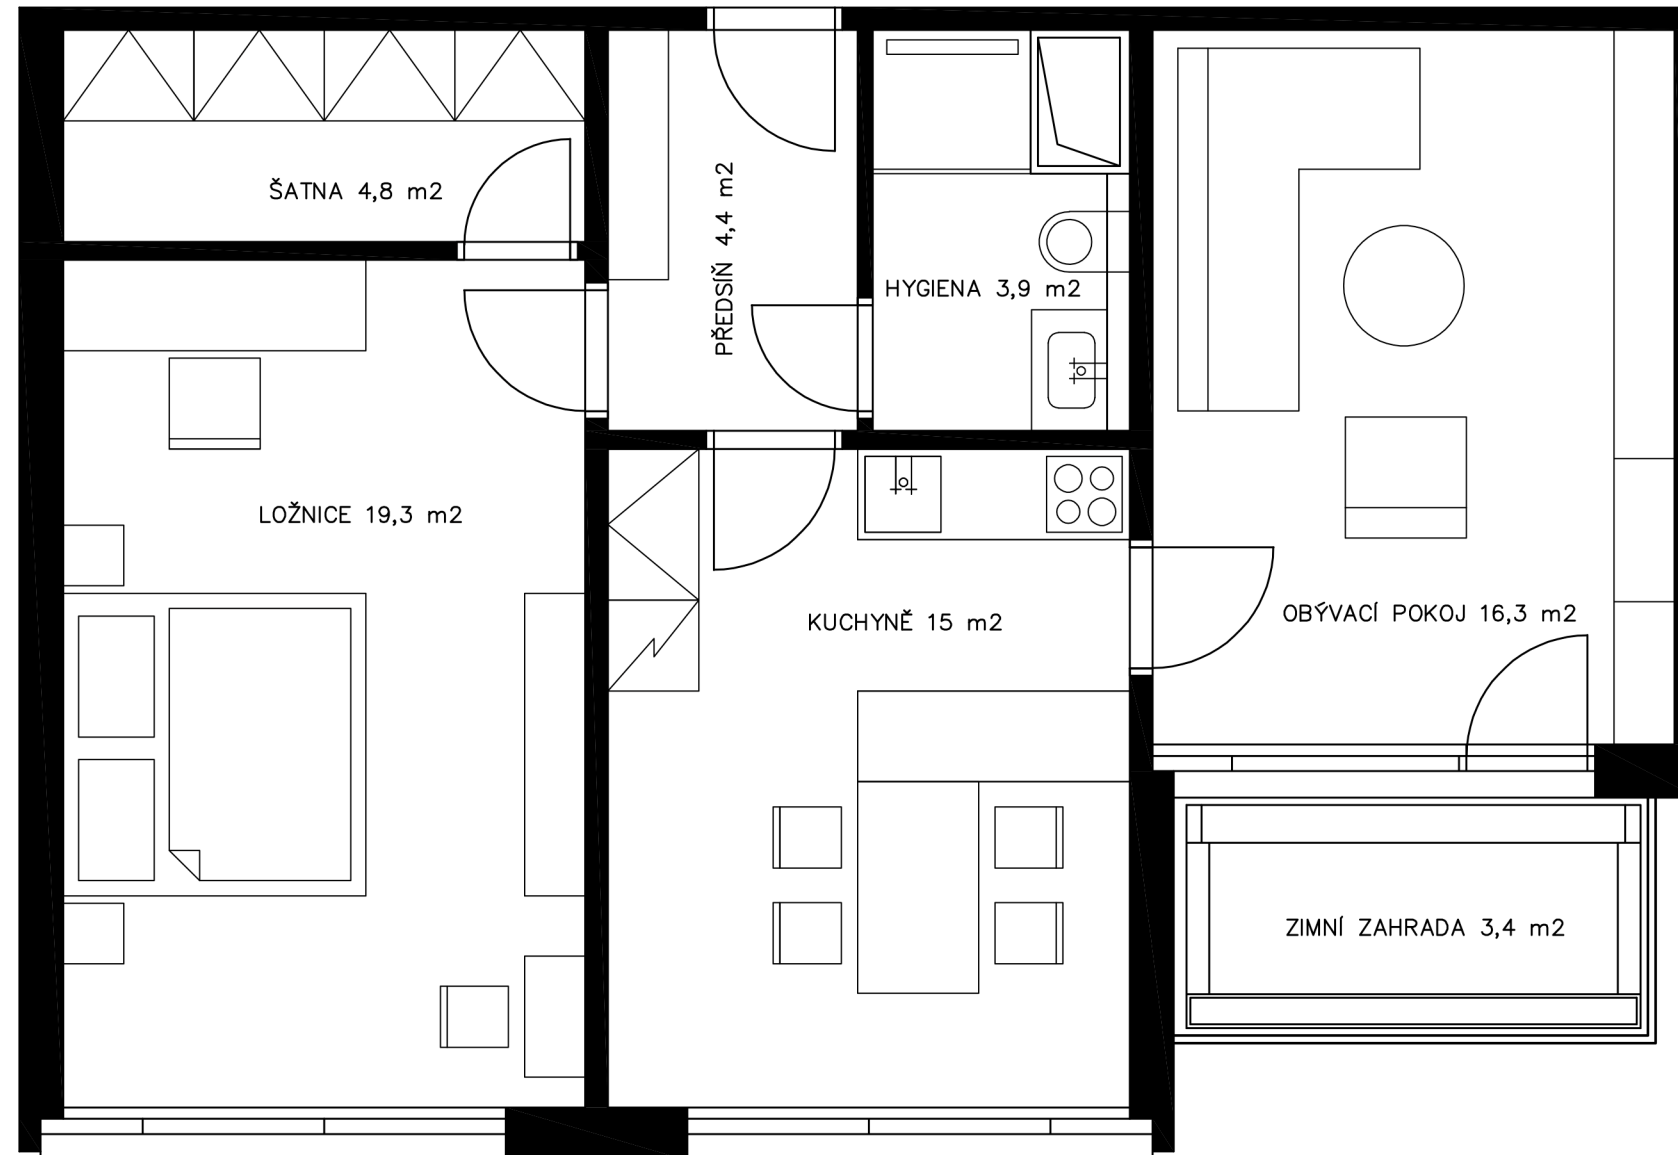 ŠATNA 4,8 m2
PŘEDSÍŇ 4,4 m2
HYGIENA 3,9 m2
LOŽNICE 19,3 m2
KUCHYNĚ 15 m2
OBÝVACÍ POKOJ 16,3 m2
ZIMNÍ ZAHRADA 3,4 m2